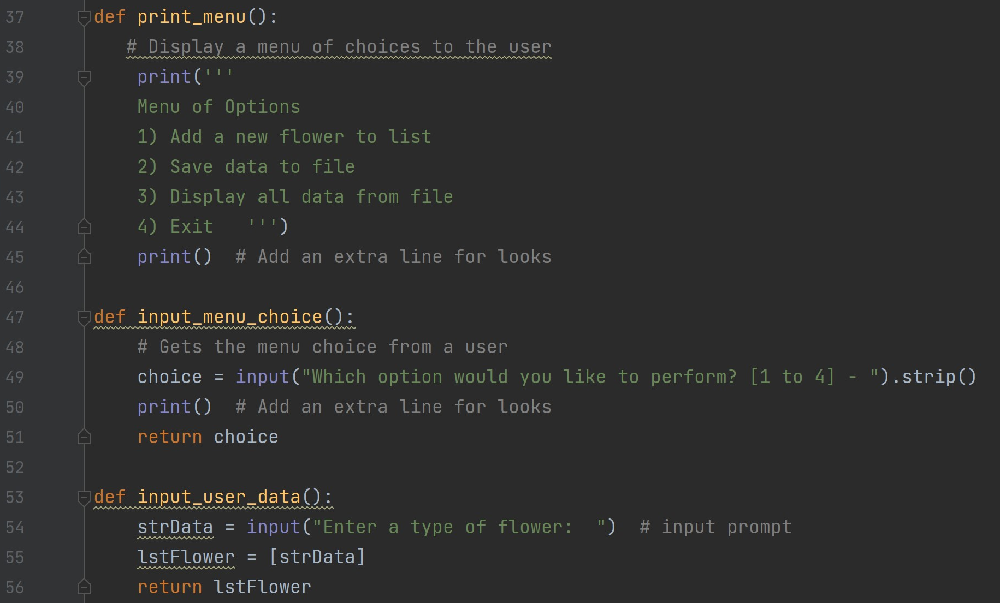 37 def print_menu():
38    # Display a menu of choices to the user
39     print('''
40     Menu of Options
41     1) Add a new flower to list
42     2) Save data to file
43     3) Display all data from file
44     4) Exit   ''')
45     print()  # Add an extra line for looks
46
47 def input_menu_choice():
48     # Gets the menu choice from a user
49     choice = input("Which option would you like to perform? [1 to 4] - ").strip()
50     print()  # Add an extra line for looks
51     return choice
52
53 def input_user_data():
54     strData = input("Enter a type of flower:  ")  # input prompt
55     lstFlower = [strData]
56     return lstFlower